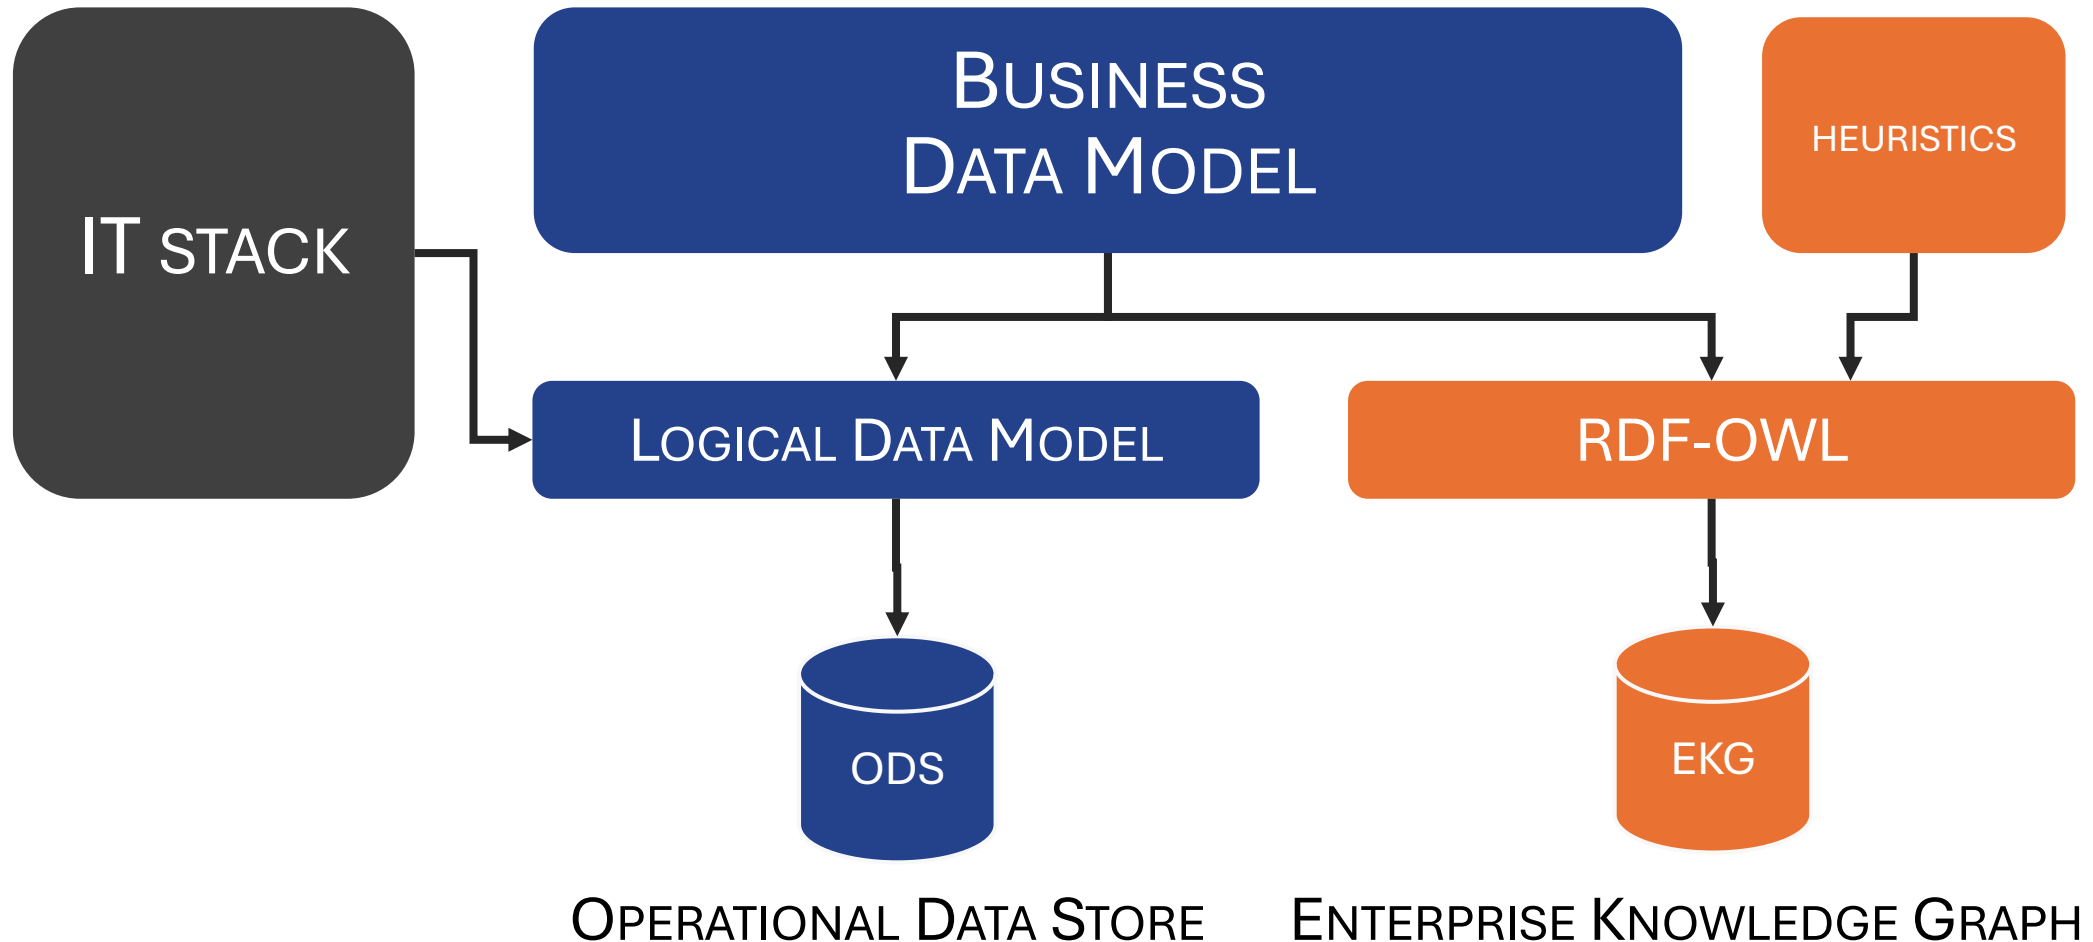 IT STACK
BUSINESS
DATA MODEL
HEURISTICS
LOGICAL DATA MODEL
RDF-OWL
ODS
EKG
OPERATIONAL DATA STORE
ENTERPRISE KNOWLEDGE GRAPH